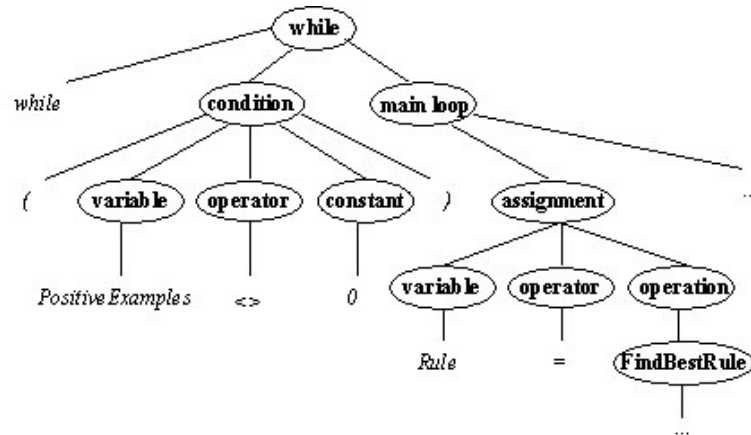 while
while condition main loop
( variable operator constant ) assignment ...
PositiveExamples <> 0 variable operator operation
Rule = FindBestRule
...